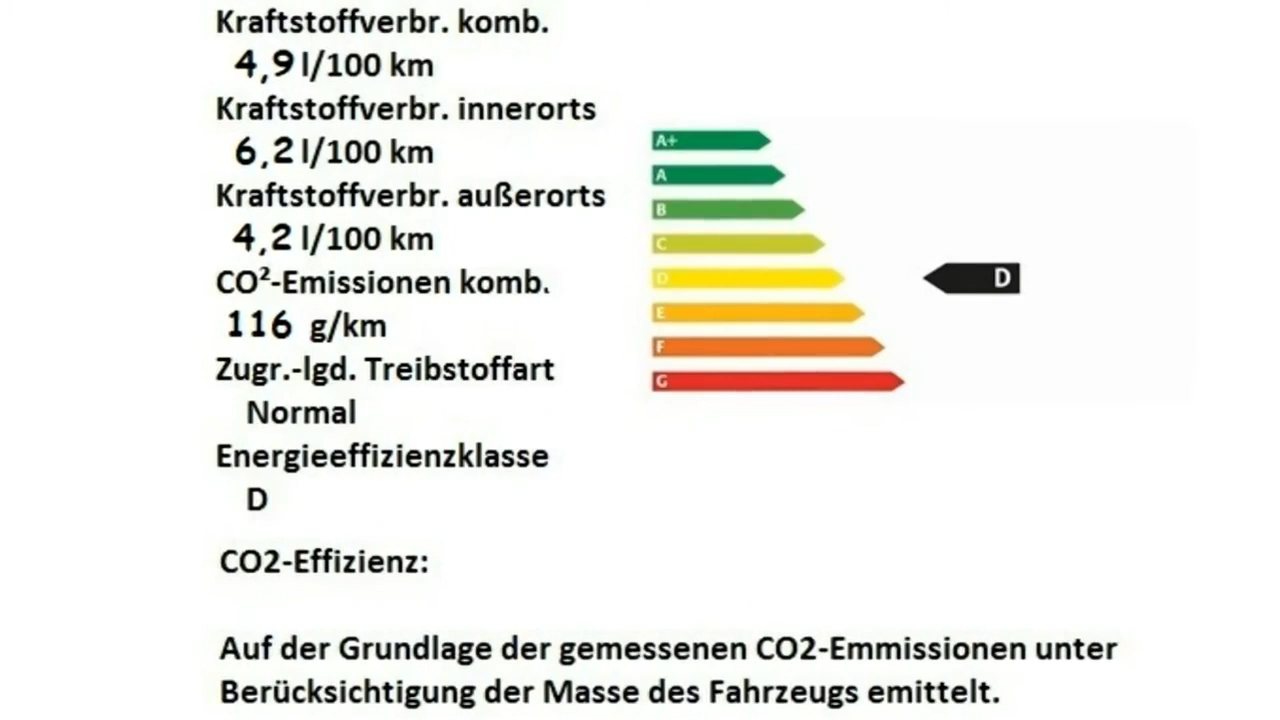 Kraftstoffverbr. komb.
4,9 l/100 km
Kraftstoffverbr. innerorts
6,2 l/100 km
Kraftstoffverbr. außerorts
4,2 l/100 km
CO²-Emissionen komb.
116 g/km
Zugr.-lgd. Treibstoffart
Normal
Energieeffizienzklasse
D
A+
A
B
C
D
D
E
F
G
CO2-Effizienz:
Auf der Grundlage der gemessenen CO2-Emmissionen unter
Berücksichtigung der Masse des Fahrzeugs emittelt.